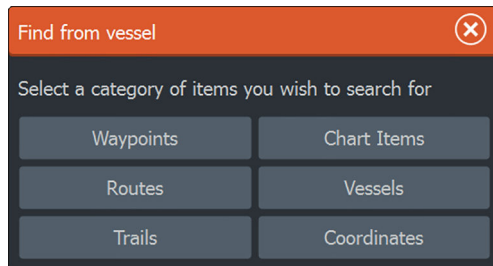 Find from vessel
Select a category of items you wish to search for
Waypoints
Chart Items
Routes
Vessels
Trails
Coordinates